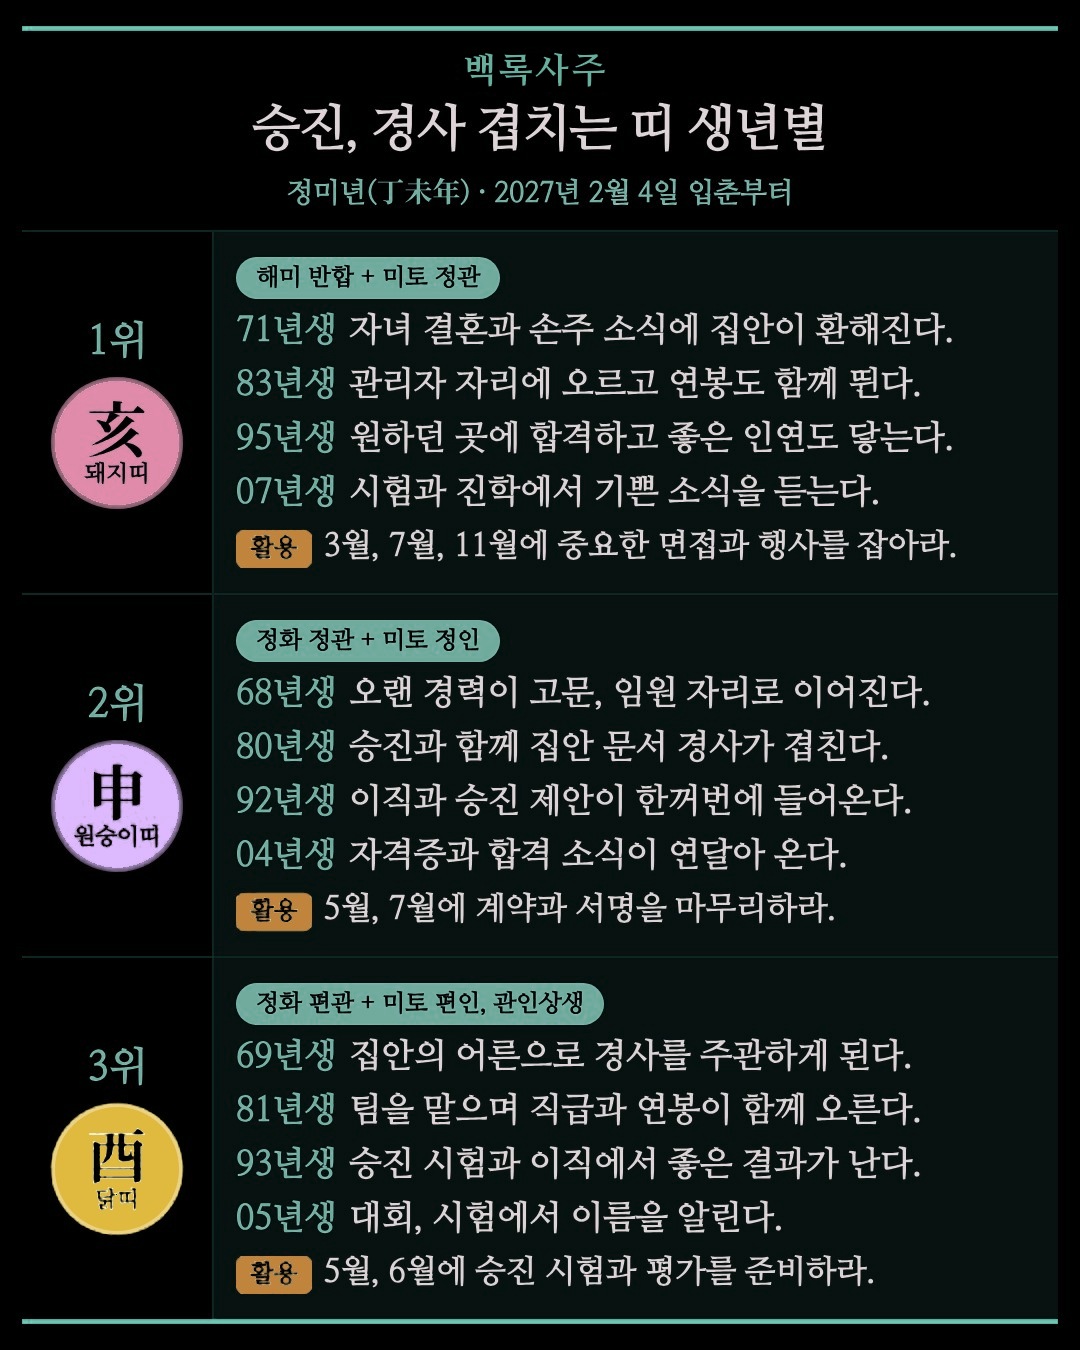 백록사주
승진, 경사 겹치는 띠 생년별
정미년(丁未年) · 2027년 2월 4일 입춘부터
해미 반합 + 미토 정관
1위
亥
돼지띠
71년생 자녀 결혼과 손주 소식에 집안이 환해진다.
83년생 관리자 자리에 오르고 연봉도 함께 뛴다.
95년생 원하던 곳에 합격하고 좋은 인연도 닿는다.
07년생 시험과 진학에서 기쁜 소식을 듣는다.
활용 3월, 7월, 11월에 중요한 면접과 행사를 잡아라.
정화 정관 + 미토 정인
2위
申
원숭이띠
68년생 오랜 경력이 고문, 임원 자리로 이어진다.
80년생 승진과 함께 집안 문서 경사가 겹친다.
92년생 이직과 승진 제안이 한꺼번에 들어온다.
04년생 자격증과 합격 소식이 연달아 온다.
활용 5월, 7월에 계약과 서명을 마무리하라.
정화 편관 + 미토 편인, 관인상생
3위
酉
닭띠
69년생 집안의 어른으로 경사를 주관하게 된다.
81년생 팀을 맡으며 직급과 연봉이 함께 오른다.
93년생 승진 시험과 이직에서 좋은 결과가 난다.
05년생 대회, 시험에서 이름을 알린다.
활용 5월, 6월에 승진 시험과 평가를 준비하라.